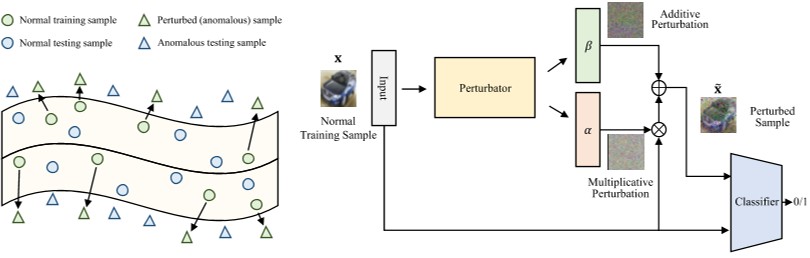 Normal training sample
Perturbed (anomalous) sample
Normal testing sample
Anomalous testing sample
x
Normal
Training Sample
Input
Perturbator
β
α
Additive
Perturbation
Multiplicative
Perturbation
x̃
Perturbed
Sample
Classifier
0/1